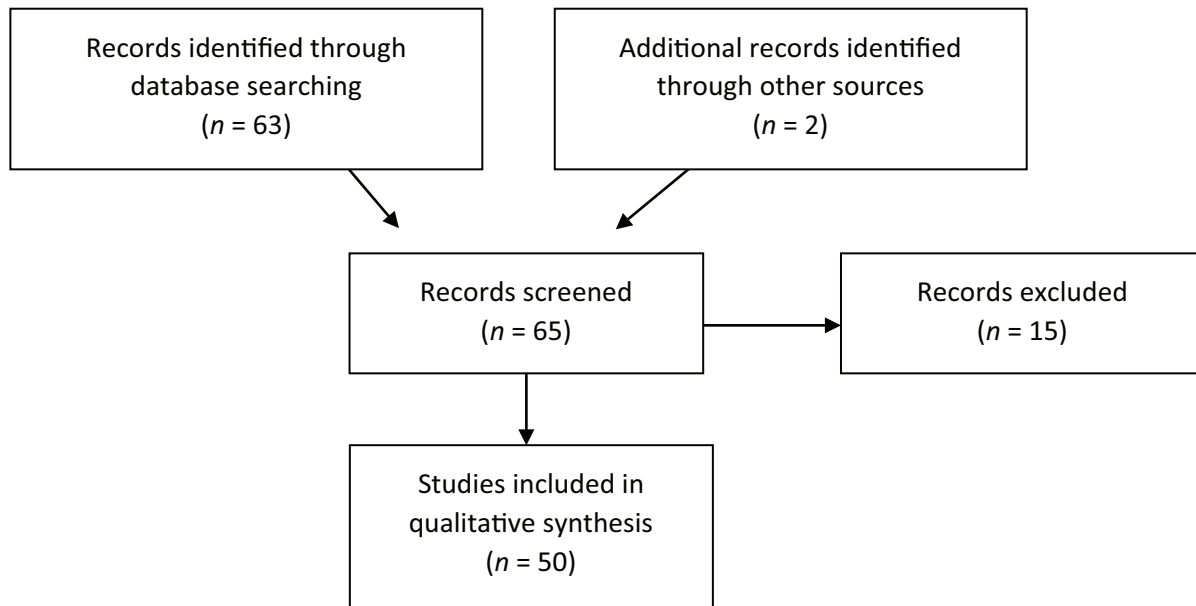 Records identified through
database searching
(n = 63)
Additional records identified
through other sources
(n = 2)
Records screened
(n = 65)
Records excluded
(n = 15)
Studies included in
qualitative synthesis
(n = 50)